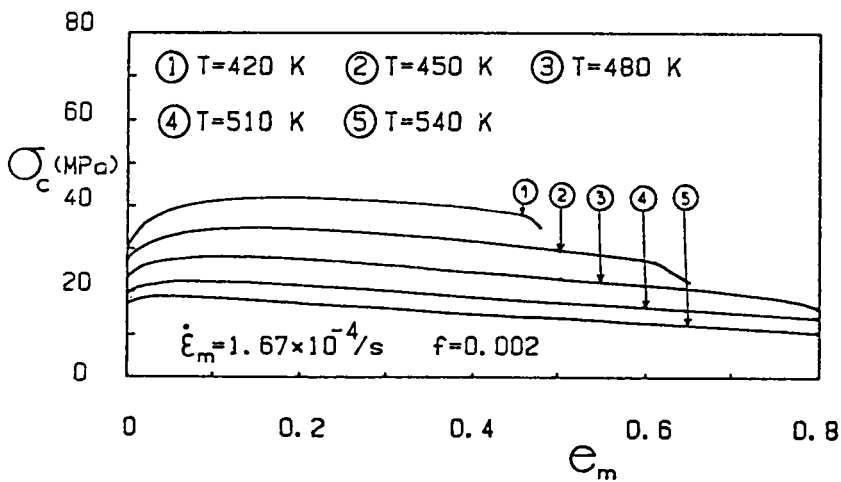 80
① T=420 K ② T=450 K ③ T=480 K
60
④ T=510 K ⑤ T=540 K
σc (MPa)
40
① ② ③ ④ ⑤
20
ε̇m=1.67×10⁻⁴/s f=0.002
0
0 0.2 0.4 0.6 0.8
em